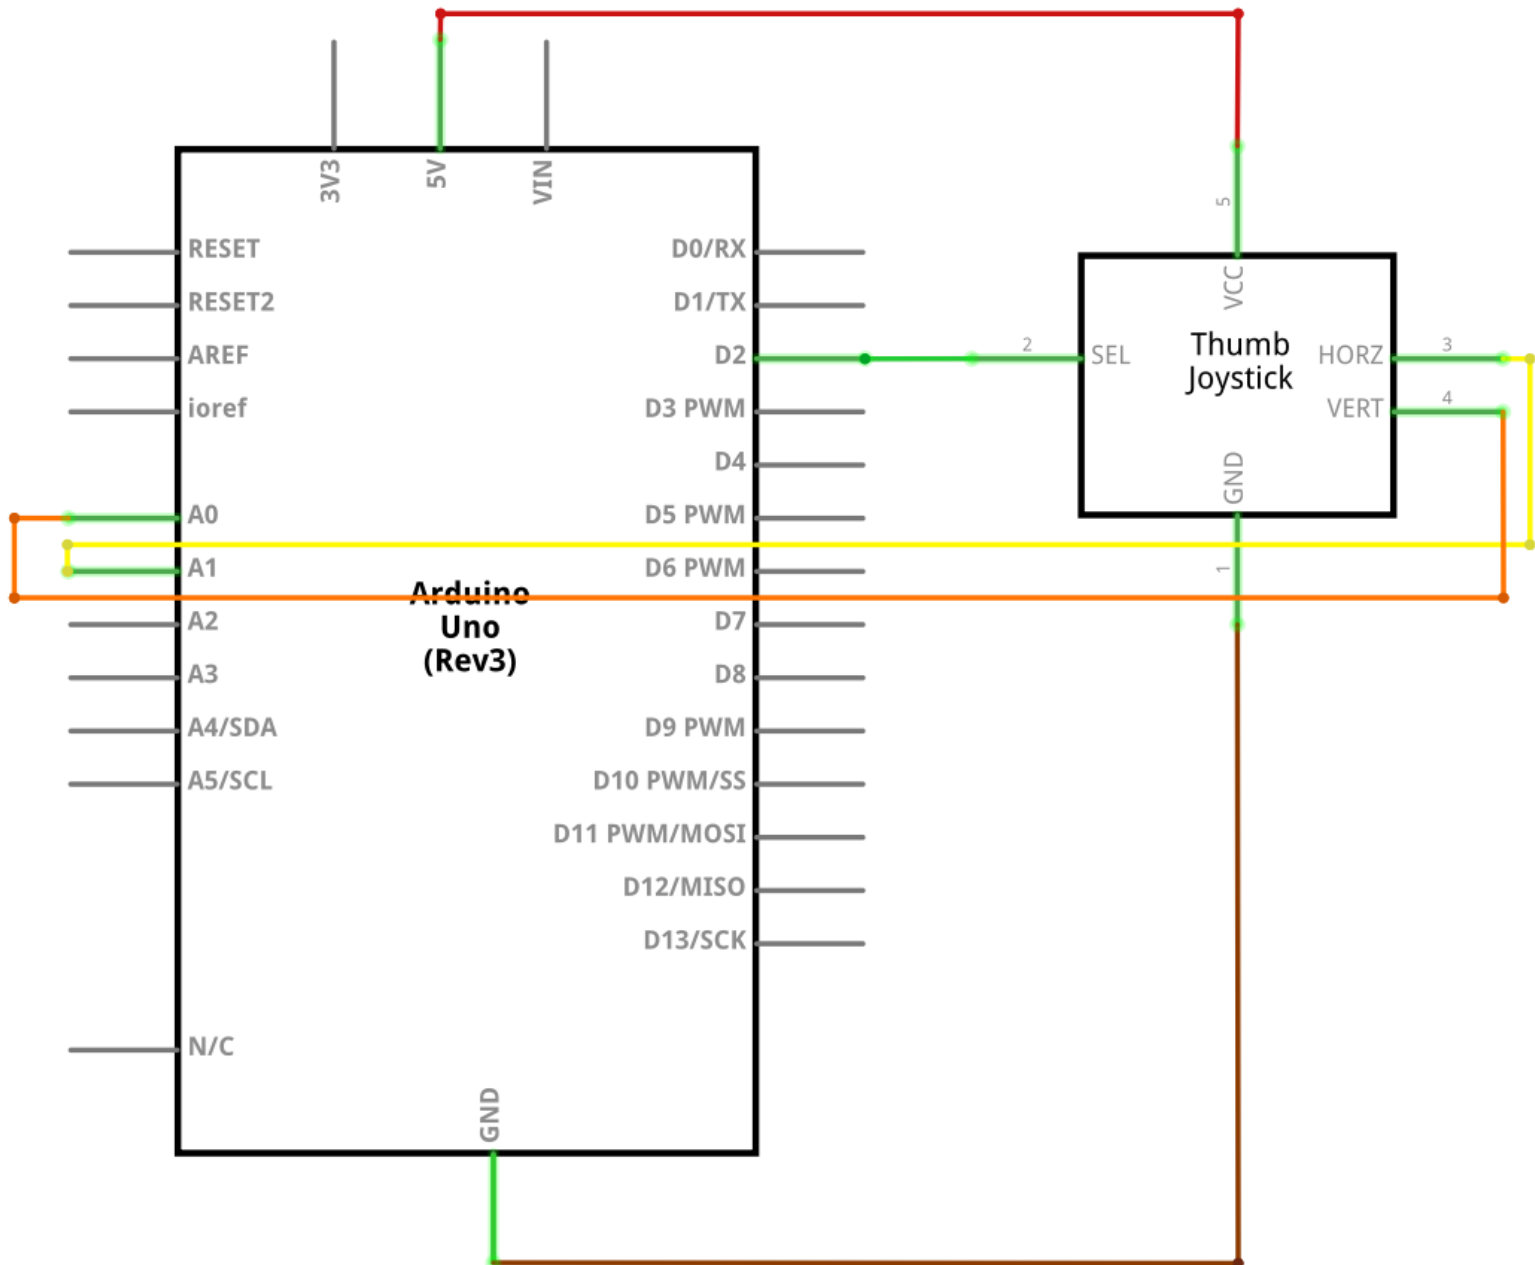 3V3
5V
VIN
RESET
RESET2
AREF
ioref
A0
A1
A2
A3
A4/SDA
A5/SCL
N/C
D0/RX
D1/TX
D2
D3 PWM
D4
D5 PWM
D6 PWM
D7
D8
D9 PWM
D10 PWM/SS
D11 PWM/MOSI
D12/MISO
D13/SCK
Arduino
Uno
(Rev3)
GND
5
VCC
2
SEL
Thumb
Joystick
HORZ
3
VERT
4
GND
1